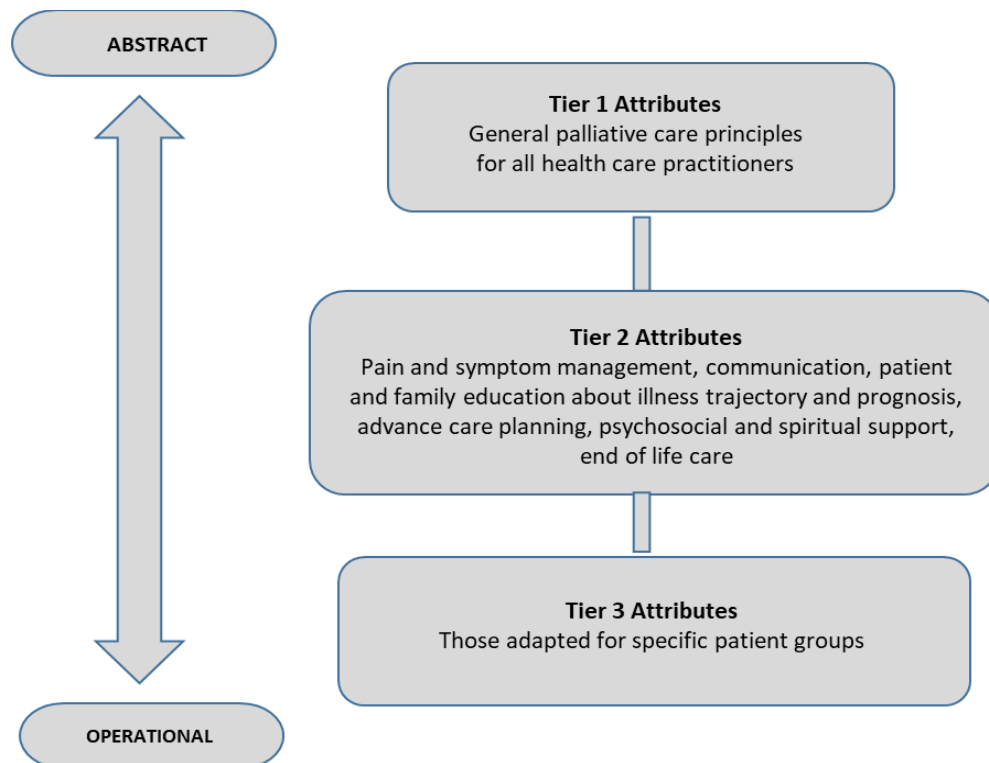 ABSTRACT
Tier 1 Attributes
General palliative care principles
for all health care practitioners
Tier 2 Attributes
Pain and symptom management, communication, patient
and family education about illness trajectory and prognosis,
advance care planning, psychosocial and spiritual support,
end of life care
Tier 3 Attributes
Those adapted for specific patient groups
OPERATIONAL